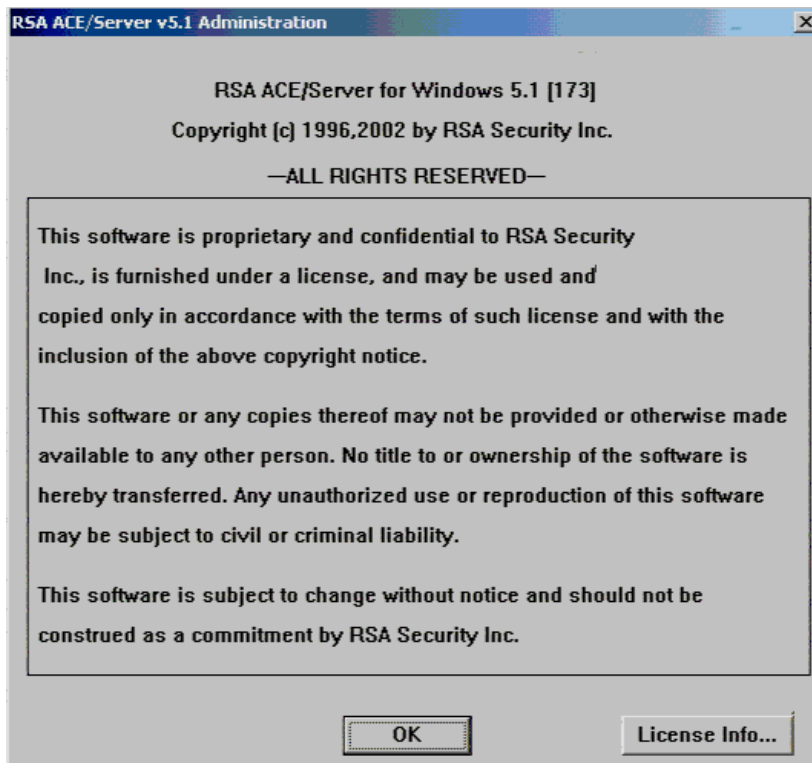 RSA ACE/Server v5.1 Administration
RSA ACE/Server for Windows 5.1 [173]
Copyright (c) 1996,2002 by RSA Security Inc.
—ALL RIGHTS RESERVED—
This software is proprietary and confidential to RSA Security
Inc., is furnished under a license, and may be used and
copied only in accordance with the terms of such license and with the
inclusion of the above copyright notice.
This software or any copies thereof may not be provided or otherwise made
available to any other person. No title to or ownership of the software is
hereby transferred. Any unauthorized use or reproduction of this software
may be subject to civil or criminal liability.
This software is subject to change without notice and should not be
construed as a commitment by RSA Security Inc.
OK
License Info...